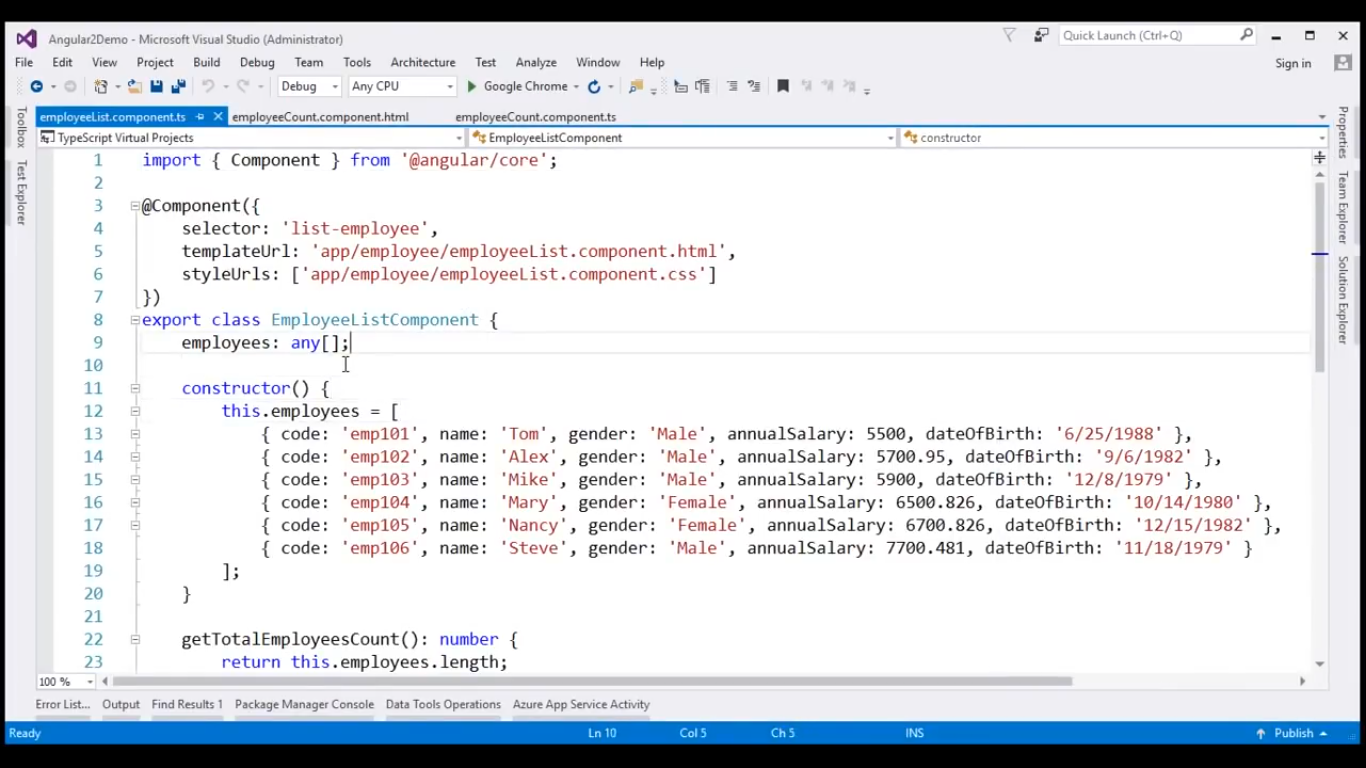 Angular2Demo - Microsoft Visual Studio (Administrator)
Quick Launch (Ctrl+Q)
File Edit View Project Build Debug Team Tools Architecture Test Analyze Window Help
Sign in
Debug Any CPU Google Chrome
employeeList.component.ts employeeCount.component.html employeeCount.component.ts
TypeScript Virtual Projects EmployeeListComponent constructor
Toolbox
Test Explorer
1 import { Component } from '@angular/core';
2
3 @Component({
4 selector: 'list-employee',
5 templateUrl: 'app/employee/employeeList.component.html',
6 styleUrls: ['app/employee/employeeList.component.css']
7 })
8 export class EmployeeListComponent {
9 employees: any[];
10
11 constructor() {
12 this.employees = [
13 { code: 'emp101', name: 'Tom', gender: 'Male', annualSalary: 5500, dateOfBirth: '6/25/1988' },
14 { code: 'emp102', name: 'Alex', gender: 'Male', annualSalary: 5700.95, dateOfBirth: '9/6/1982' },
15 { code: 'emp103', name: 'Mike', gender: 'Male', annualSalary: 5900, dateOfBirth: '12/8/1979' },
16 { code: 'emp104', name: 'Mary', gender: 'Female', annualSalary: 6500.826, dateOfBirth: '10/14/1980' },
17 { code: 'emp105', name: 'Nancy', gender: 'Female', annualSalary: 6700.826, dateOfBirth: '12/15/1982' },
18 { code: 'emp106', name: 'Steve', gender: 'Male', annualSalary: 7700.481, dateOfBirth: '11/18/1979' }
19 ];
20 }
21
22 getTotalEmployeesCount(): number {
23 return this.employees.length;
Properties
Team Explorer
Solution Explorer
100 %
Error List... Output Find Results 1 Package Manager Console Data Tools Operations Azure App Service Activity
Ready Ln 10 Col 5 Ch 5 INS Publish